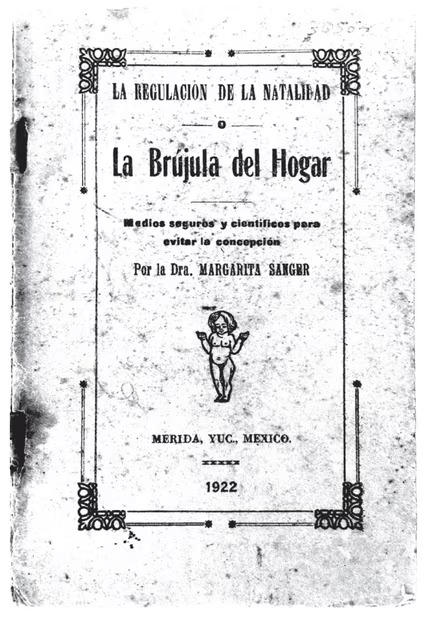 LA REGULACIÓN DE LA NATALIDAD
O
La Brújula del Hogar
Medios seguros y científicos para
evitar la concepción
Por la Dra. MARGARITA SANGER
MERIDA, YUC., MEXICO.
1922